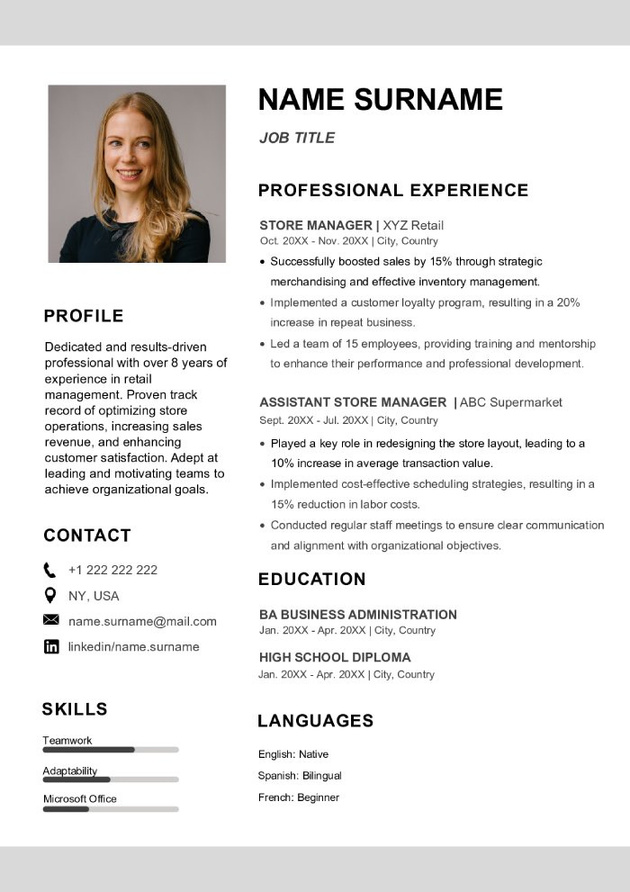 NAME SURNAME
JOB TITLE
PROFESSIONAL EXPERIENCE
STORE MANAGER | XYZ Retail
Oct. 20XX - Nov. 20XX | City, Country
• Successfully boosted sales by 15% through strategic
merchandising and effective inventory management.
• Implemented a customer loyalty program, resulting in a 20%
increase in repeat business.
• Led a team of 15 employees, providing training and mentorship
to enhance their performance and professional development.
ASSISTANT STORE MANAGER | ABC Supermarket
Sept. 20XX - Jul. 20XX | City, Country
• Played a key role in redesigning the store layout, leading to a
10% increase in average transaction value.
• Implemented cost-effective scheduling strategies, resulting in a
15% reduction in labor costs.
• Conducted regular staff meetings to ensure clear communication
and alignment with organizational objectives.
EDUCATION
BA BUSINESS ADMINISTRATION
Jan. 20XX - Apr. 20XX | City, Country
HIGH SCHOOL DIPLOMA
Jan. 20XX - Apr. 20XX | City, Country
LANGUAGES
English: Native
Spanish: Bilingual
French: Beginner
PROFILE
Dedicated and results-driven
professional with over 8 years of
experience in retail
management. Proven track
record of optimizing store
operations, increasing sales
revenue, and enhancing
customer satisfaction. Adept at
leading and motivating teams to
achieve organizational goals.
CONTACT
+1 222 222 222
NY, USA
name.surname@mail.com
in linkedin/name.surname
SKILLS
Teamwork
Adaptability
Microsoft Office